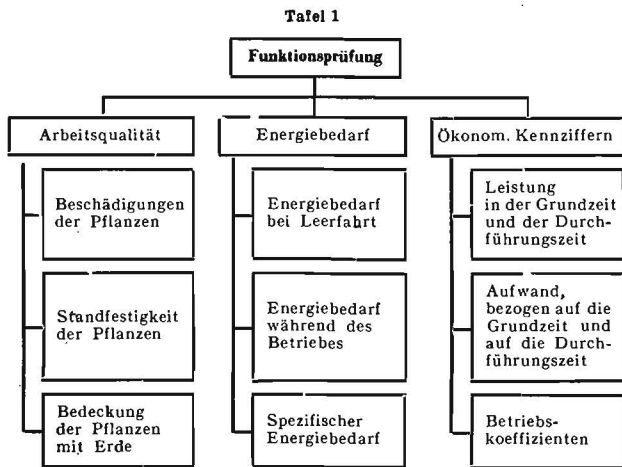 Tafel 1
Funktionsprüfung
Arbeitsqualität
Beschädigungen
der Pflanzen
Standfestigkeit
der Pflanzen
Bedeckung
der Pflanzen
mit Erde
Energiebedarf
Energiebedarf
bei Leerfahrt
Energiebedarf
während des
Betriebes
Spezifischer
Energiebedarf
Ökonom. Kennziffern
Leistung
in der Grundzeit
und der Durch-
führungszeit
Aufwand,
bezogen auf die
Grundzeit und
auf die Durch-
führungszeit
Betriebs-
koeffizienten